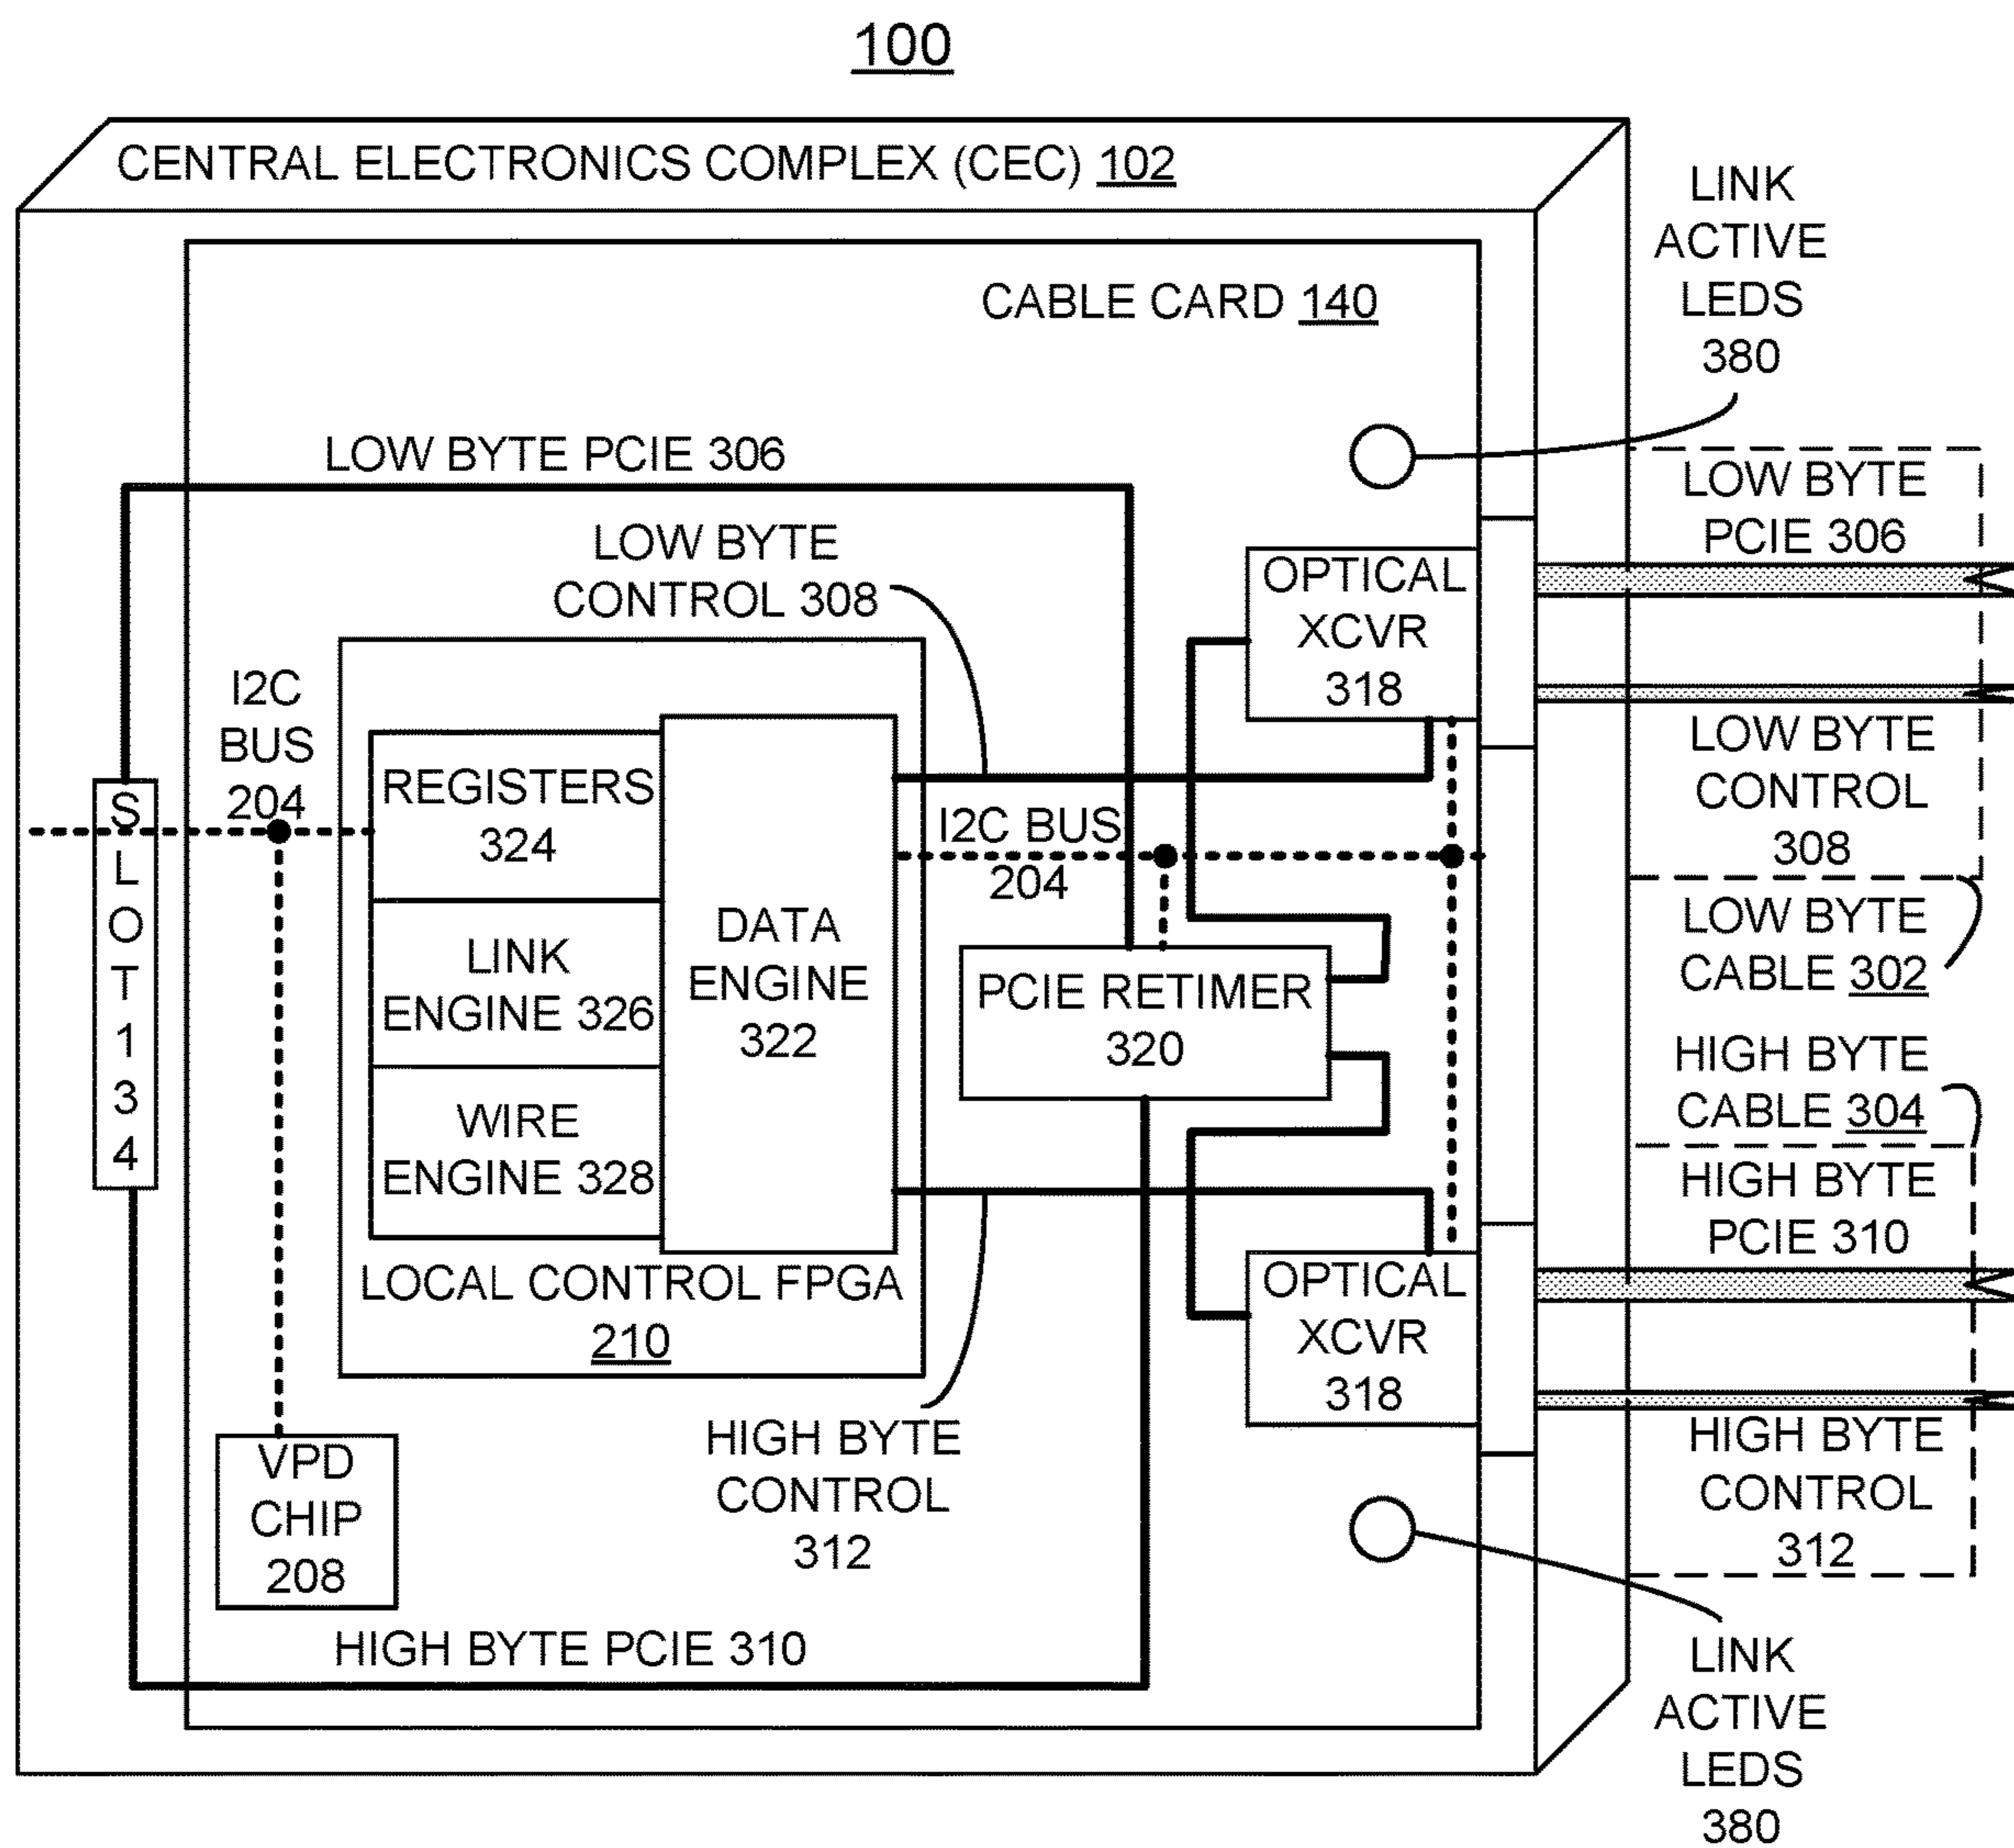 100
CENTRAL ELECTRONICS COMPLEX (CEC) 102
LINK
ACTIVE
LEDS
380
CABLE CARD 140
LOW BYTE PCIE 306
LOW BYTE
CONTROL 308
OPTICAL
XCVR
318
LOW BYTE
PCIE 306
LOW BYTE
CONTROL
308
LOW BYTE
CABLE 302
I2C
BUS
204
SLOT134
REGISTERS
324
LINK
ENGINE 326
WIRE
ENGINE 328
DATA
ENGINE
322
LOCAL CONTROL FPGA
210
I2C BUS
204
PCIE RETIMER
320
HIGH BYTE
CABLE 304
HIGH BYTE
PCIE 310
HIGH BYTE
CONTROL
312
OPTICAL
XCVR
318
HIGH BYTE
CONTROL
312
VPD
CHIP
208
HIGH BYTE PCIE 310
LINK
ACTIVE
LEDS
380